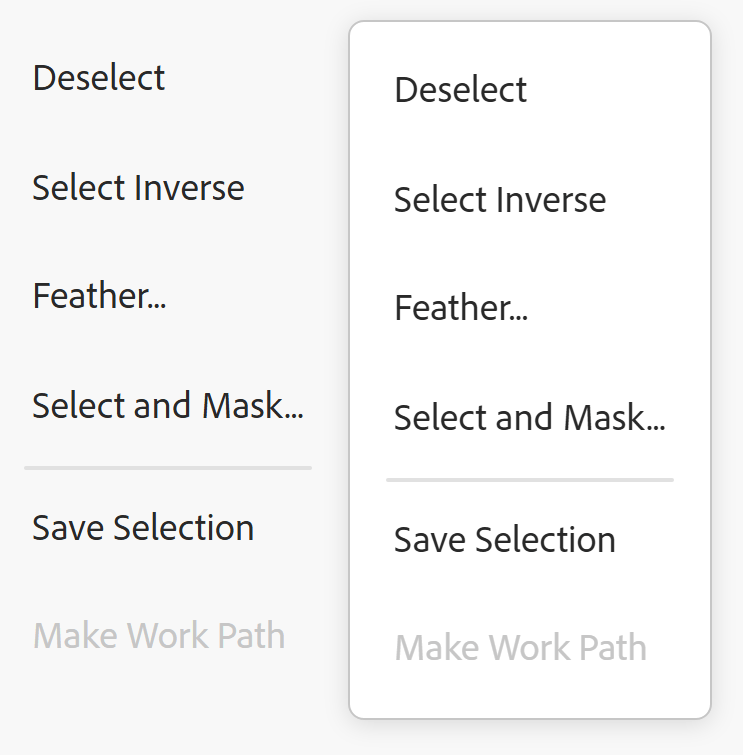 Deselect
Select Inverse
Feather...
Select and Mask...
Save Selection
Make Work Path
Deselect
Select Inverse
Feather...
Select and Mask...
Save Selection
Make Work Path